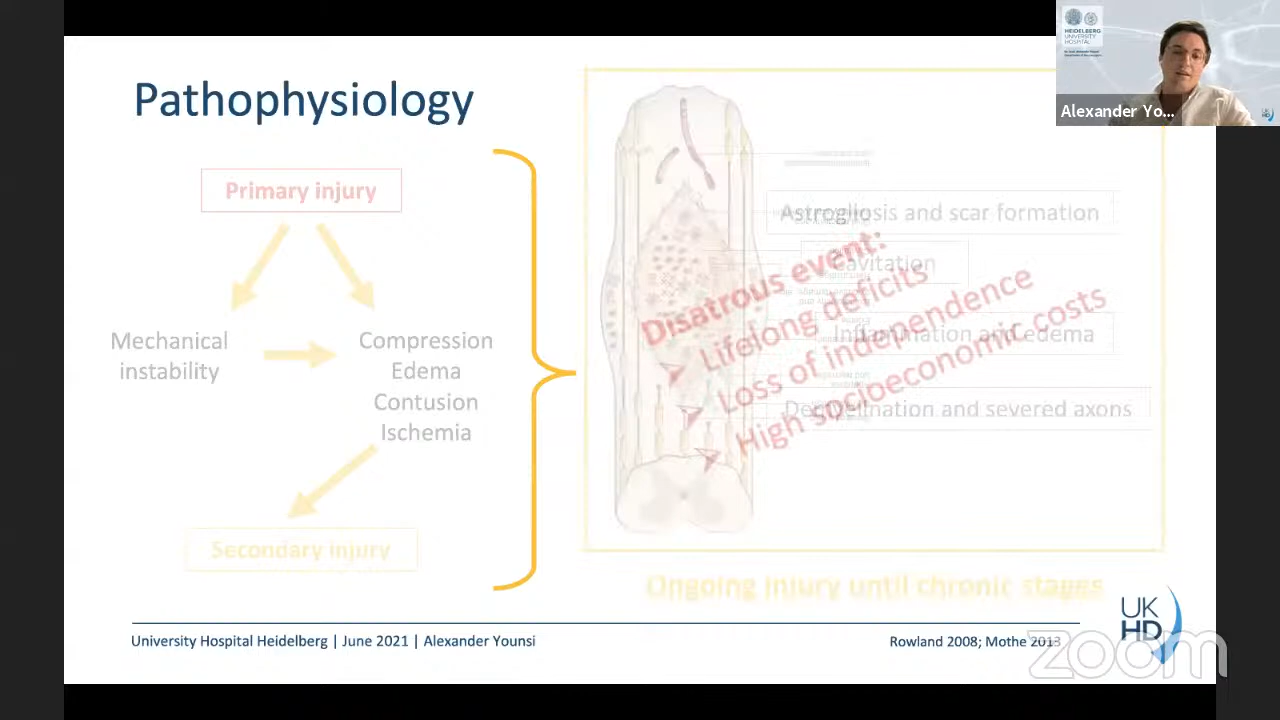 HEIDELBERG
UNIVERSITY
HOSPITAL
Alexander Yo...
Pathophysiology
Primary injury
Mechanical
instability
Compression
Edema
Contusion
Ischemia
Secondary injury
Astrogliosis and scar formation
Cavitation
Inflammation and edema
Demyelination and severed axons
Disatrous event:
Lifelong deficits
Loss of independence
High socioeconomic costs
Ongoing injury until chronic stages
University Hospital Heidelberg | June 2021 | Alexander Younsi
Rowland 2008; Mothe 2013
UK
HD
zoom